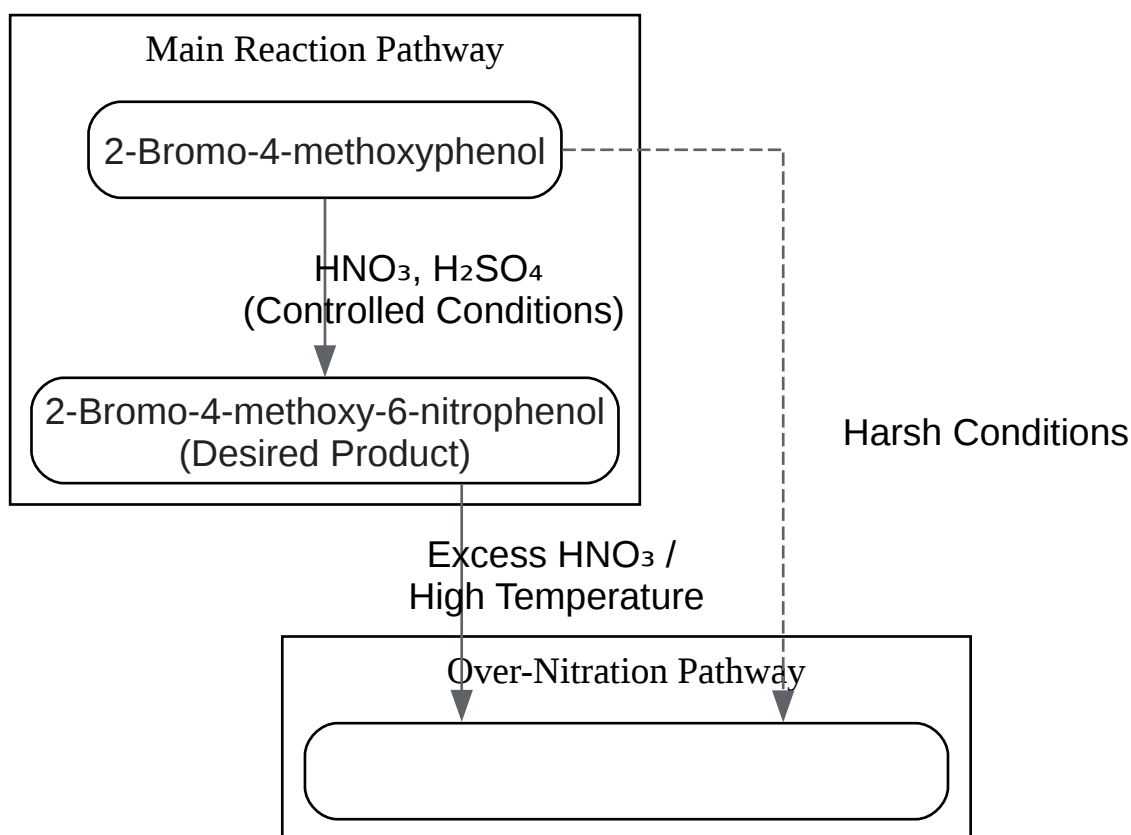 Main Reaction Pathway
2-Bromo-4-methoxyphenol
HNO₃, H₂SO₄
(Controlled Conditions)
2-Bromo-4-methoxy-6-nitrophenol
(Desired Product)
Harsh Conditions
Excess HNO₃ /
High Temperature
Over-Nitration Pathway